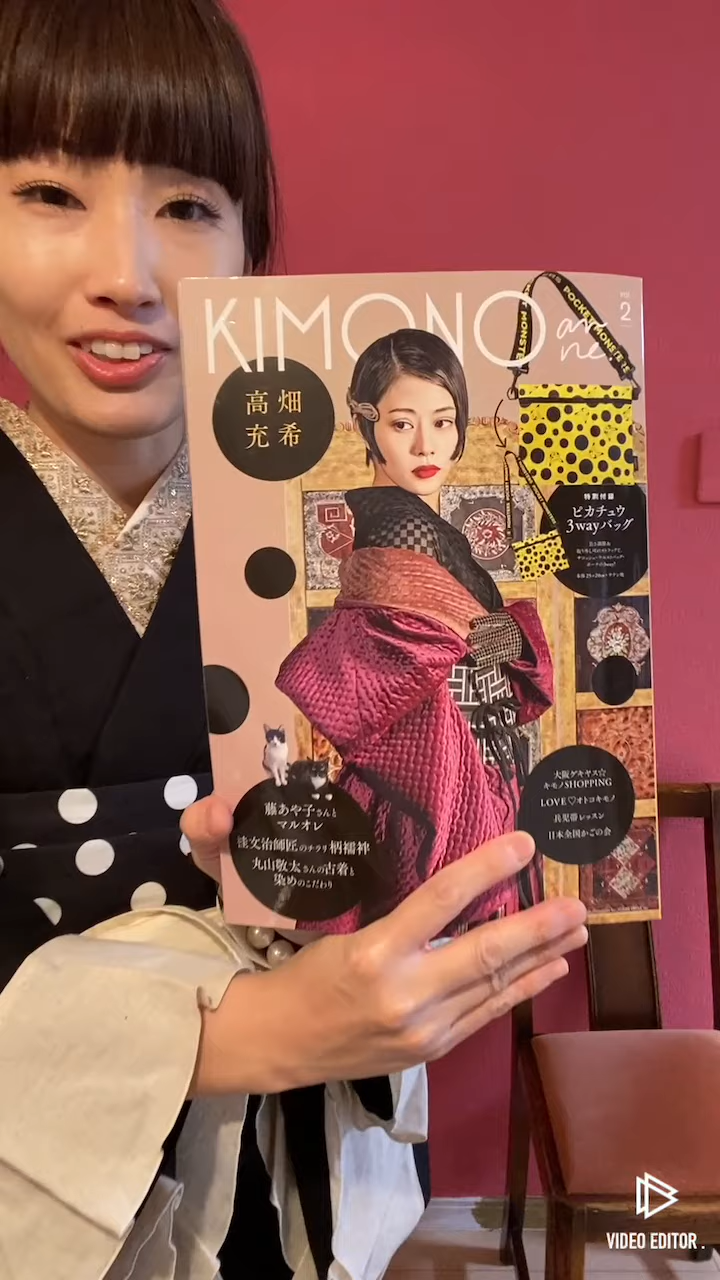 KIMONO
anne
vol.
2
高畑
充希
POCKET MONSTERS
特別付録
ピカチュウ
3wayバッグ
藤あや子さんと
マルオレ
窪文治師匠のチラリ柄襦袢
丸山敬太さんの古着と
染めのこだわり
大阪ゲキヤス☆
キモノSHOPPING
LOVE♡オトコキモノ
兵児帯レッスン
日本全国かごの会
VIDEO EDITOR .